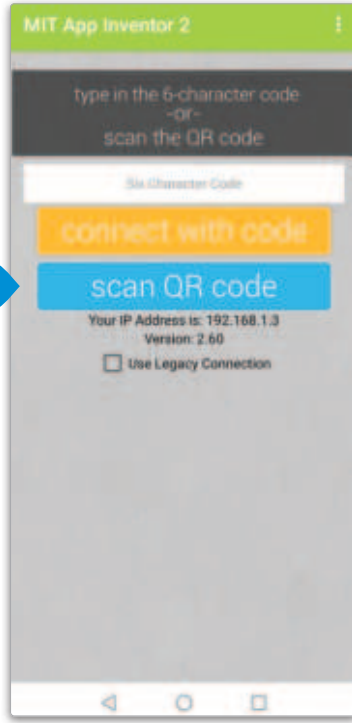 MIT App Inventor 2
type in the 6-character code
-or-
scan the QR code
Six Character Code
connect with code
scan QR code
Your IP Address is: 192.168.1.3
Version: 2.60
Use Legacy Connection